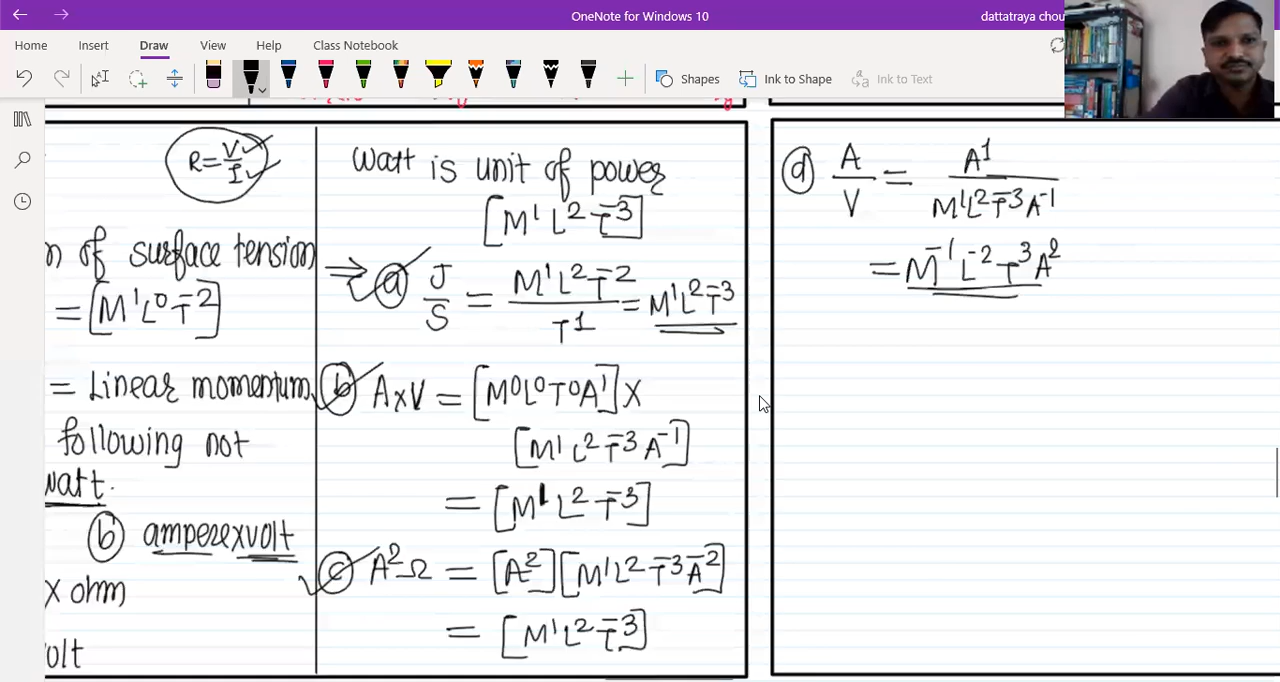 OneNote for Windows 10
dattatraya chou
Home Insert Draw View Help Class Notebook
Shapes Ink to Shape Ink to Text
R=V/I
n of surface tension
= [M¹L⁰T⁻²]
= Linear momentum
following not
watt.
ⓑ amperexvolt
x ohm
olt
Watt is unit of power
[M¹L²T⁻³]
⇒ ⓐ J/S = M¹L²T⁻²/T¹ = M¹L²T⁻³
ⓑ AxV = [M⁰L⁰T⁰A¹] X
[M¹L²T⁻³A⁻¹]
= [M¹L²T⁻³]
ⓒ A²Ω = [A²][M¹L²T⁻³A⁻²]
= [M¹L²T⁻³]
ⓓ A/V = A¹/M¹L²T⁻³A⁻¹
= M⁻¹L⁻²T³A²